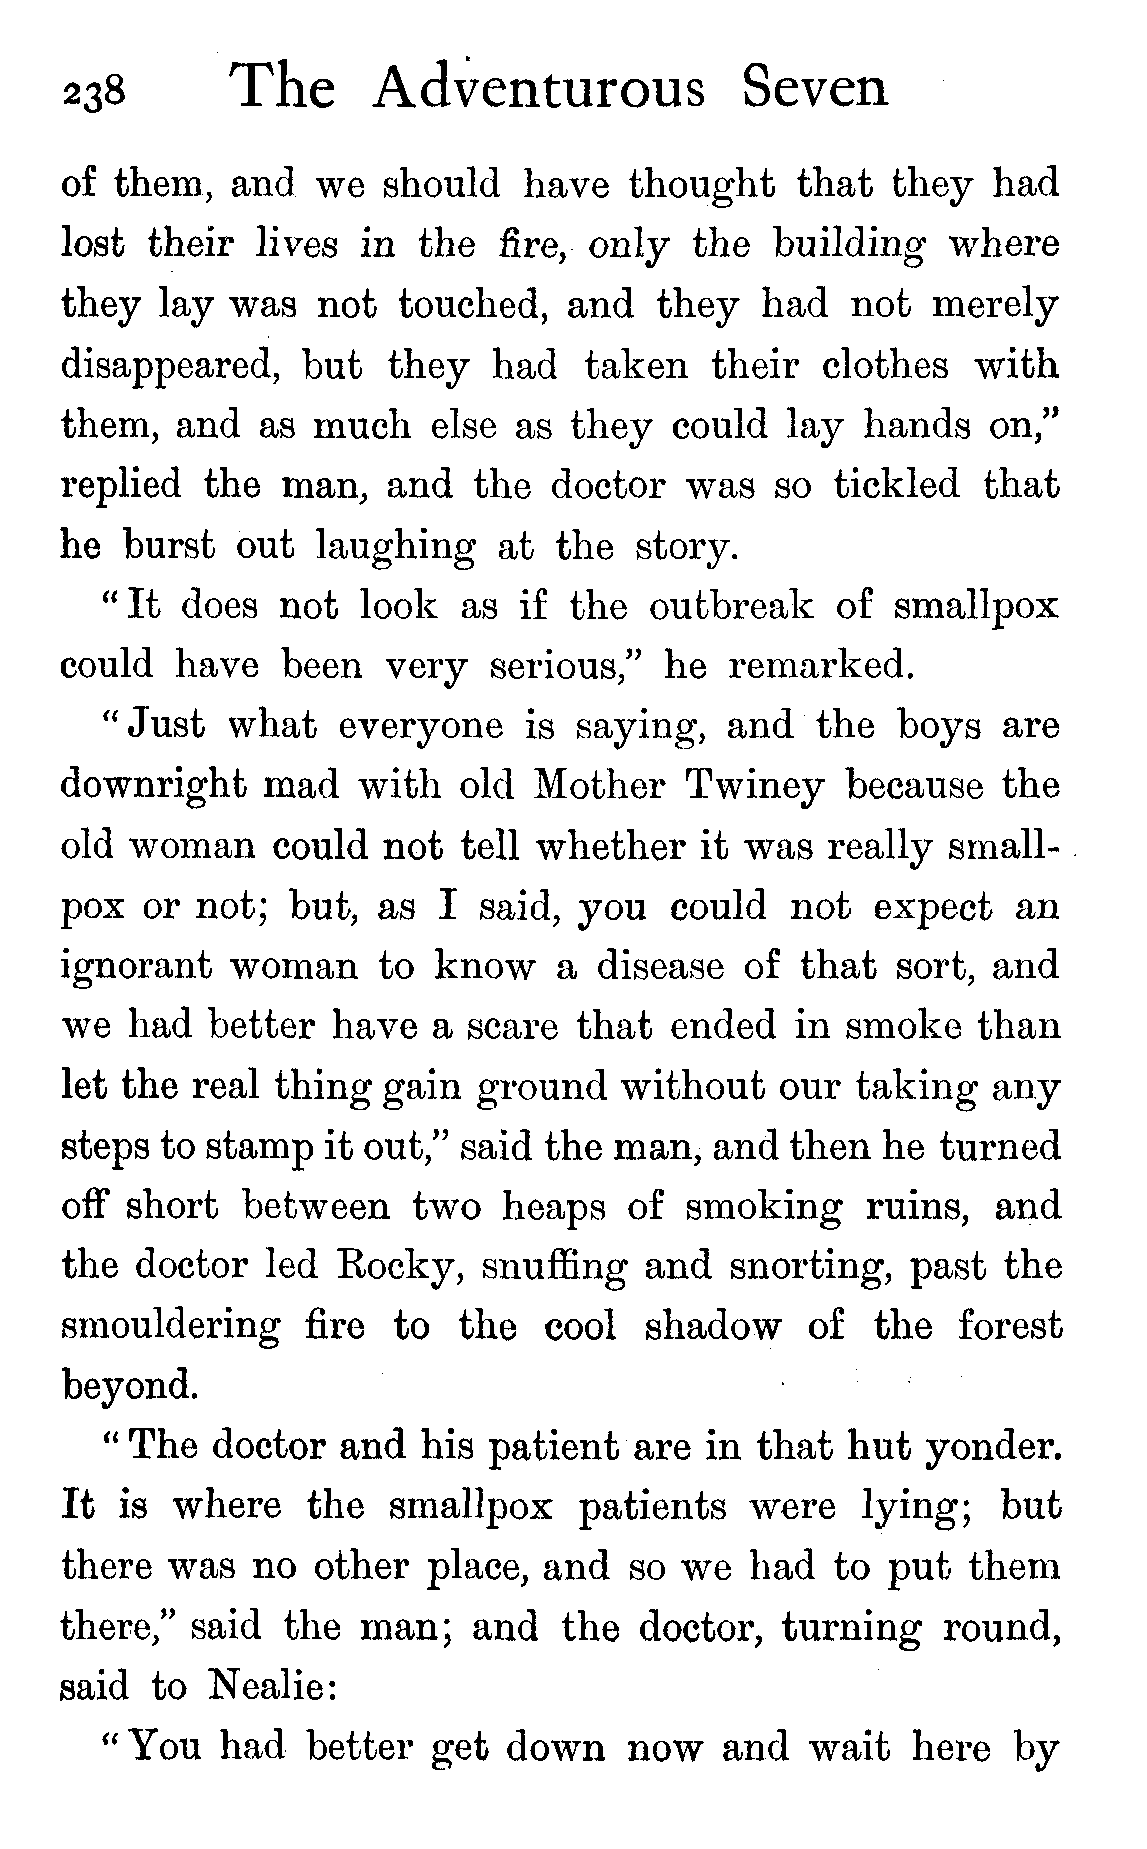 238 The Adventurous Seven
of them, and we should have thought that they had
lost their lives in the fire, only the building where
they lay was not touched, and they had not merely
disappeared, but they had taken their clothes with
them, and as much else as they could lay hands on,”
replied the man, and the doctor was so tickled that
he burst out laughing at the story.
“It does not look as if the outbreak of smallpox
could have been very serious,” he remarked.
“Just what everyone is saying, and the boys are
downright mad with old Mother Twiney because the
old woman could not tell whether it was really small-
pox or not; but, as I said, you could not expect an
ignorant woman to know a disease of that sort, and
we had better have a scare that ended in smoke than
let the real thing gain ground without our taking any
steps to stamp it out,” said the man, and then he turned
off short between two heaps of smoking ruins, and
the doctor led Rocky, snuffing and snorting, past the
smouldering fire to the cool shadow of the forest
beyond.
“The doctor and his patient are in that hut yonder.
It is where the smallpox patients were lying; but
there was no other place, and so we had to put them
there,” said the man; and the doctor, turning round,
said to Nealie:
“You had better get down now and wait here by